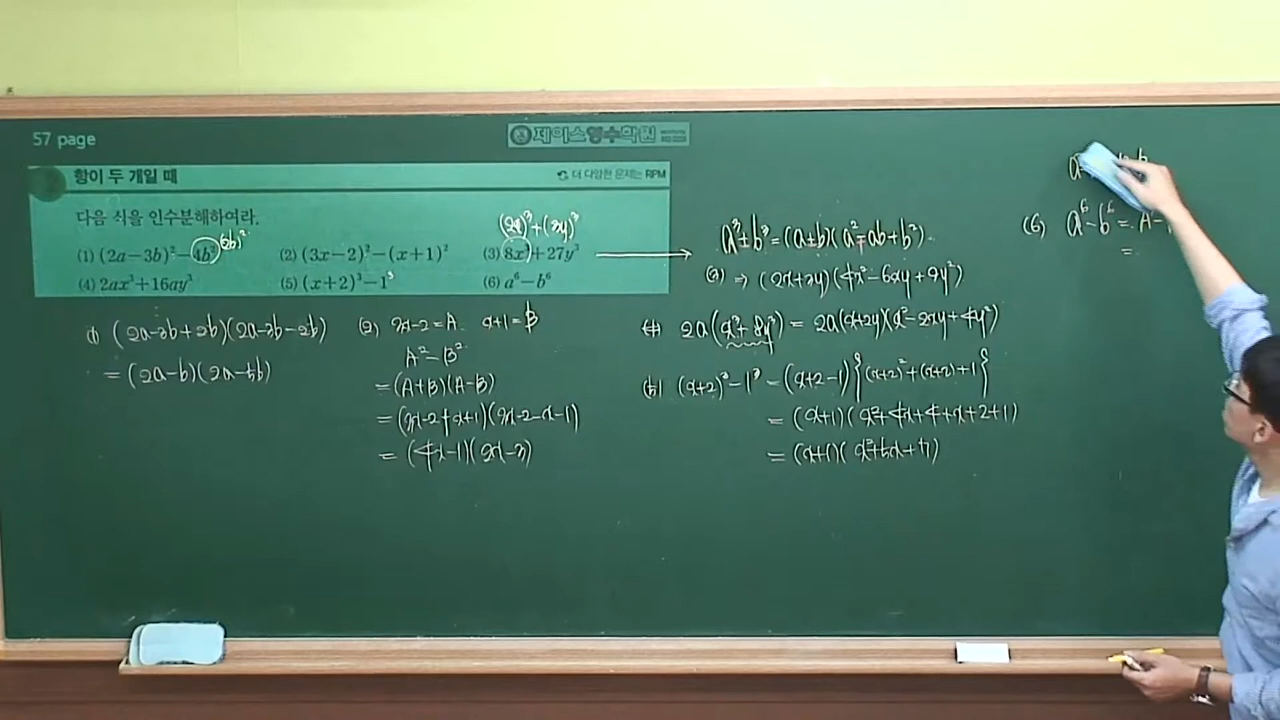 57 page
제이스영수학원
항이 두 개일 때
더 다양한 문제는 RPM
다음 식을 인수분해하여라.
(1) (2a−3b)²−4b²
(2b)²
(2) (3x−2)²−(x+1)²
(2x)³+(3y)³
(3) 8x³+27y³
(4) 2ax³+16ay³
(5) (x+2)³−1³
(6) a⁶−b⁶
1) (2a-3b+2b)(2a-3b-2b)
= (2a-b)(2a-5b)
(2) 3x-2=A. x+1=B
A²-B²
=(A+B)(A-B)
=(3x-2+x+1)(3x-2-x-1)
= (4x-1)(2x-3)
a³±b³=(a±b)(a²∓ab+b²)
(3) ⇒ (2x+3y)(4x²-6xy+9y²)
(4) 2a(x³+8y³) = 2a(x+2y)(x²-2xy+4y²)
(5) (x+2)³-1³ = (x+2-1){(x+2)²+(x+2)+1}
= (x+1)(x²+4x+4+x+2+1)
= (x+1)(x²+5x+7)
(6) a⁶-b⁶ = A-
=